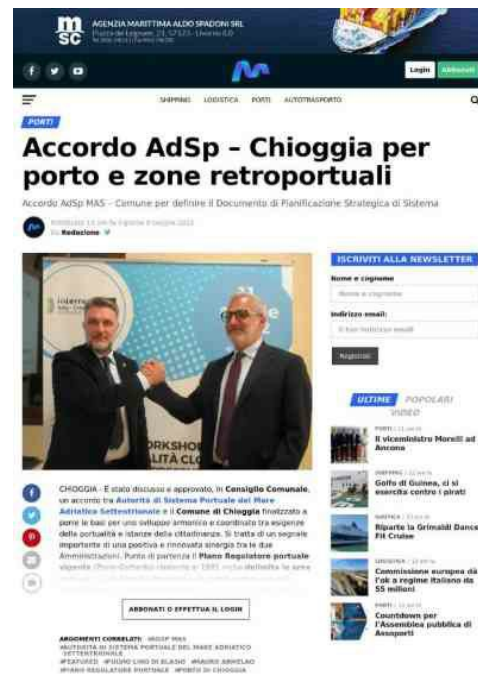 msc
AGENZIA MARITTIMA ALDO SPADONI SRL
Login
Abbonati
SHIPPING LOGISTICA PORTI AUTOTRASPORTO
PORTI
Accordo AdSp – Chioggia per
porto e zone retroportuali
Accordo AdSp MAS – Comune per definire il Documento di Pianificazione Strategica di Sistema
Redazione
ISCRIVITI ALLA NEWSLETTER
Nome e cognome
Nome e cognome
Indirizzo email:
Il tuo indirizzo email
Registrati
ULTIME POPOLARI
VIDEO
PORTI
Il viceministro Morelli ad
Ancona
Golfo di Guinea, ci si
esercita contro i pirati
Riparte la Grimaldi Dance
Fit Cruise
Commissione europea dà
l'ok a regime italiano da
55 milioni
Countdown per
l'Assemblea pubblica di
Assoporti
CHIOGGIA – È stato discusso e approvato, in Consiglio Comunale,
un accordo tra Autorità di Sistema Portuale del Mare
Adriatico Settentrionale e il Comune di Chioggia finalizzato a
porre le basi per uno sviluppo armonico e coordinato tra esigenze
della portualità e istanze della cittadinanza. Si tratta di un segnale
importante di una positiva e rinnovata sinergia tra le due
Amministrazioni. Punto di partenza il Piano Regolatore portuale
vigente
ABBONATI O EFFETTUA IL LOGIN
ARGOMENTI CORRELATI: #ADSP MAS
#AUTORITÀ DI SISTEMA PORTUALE DEL MARE ADRIATICO
SETTENTRIONALE
#FEATURED #FULVIO LINO DI BLASIO #MAURO ARMELAO
#PIANO REGOLATORE PORTUALE #PORTO DI CHIOGGIA